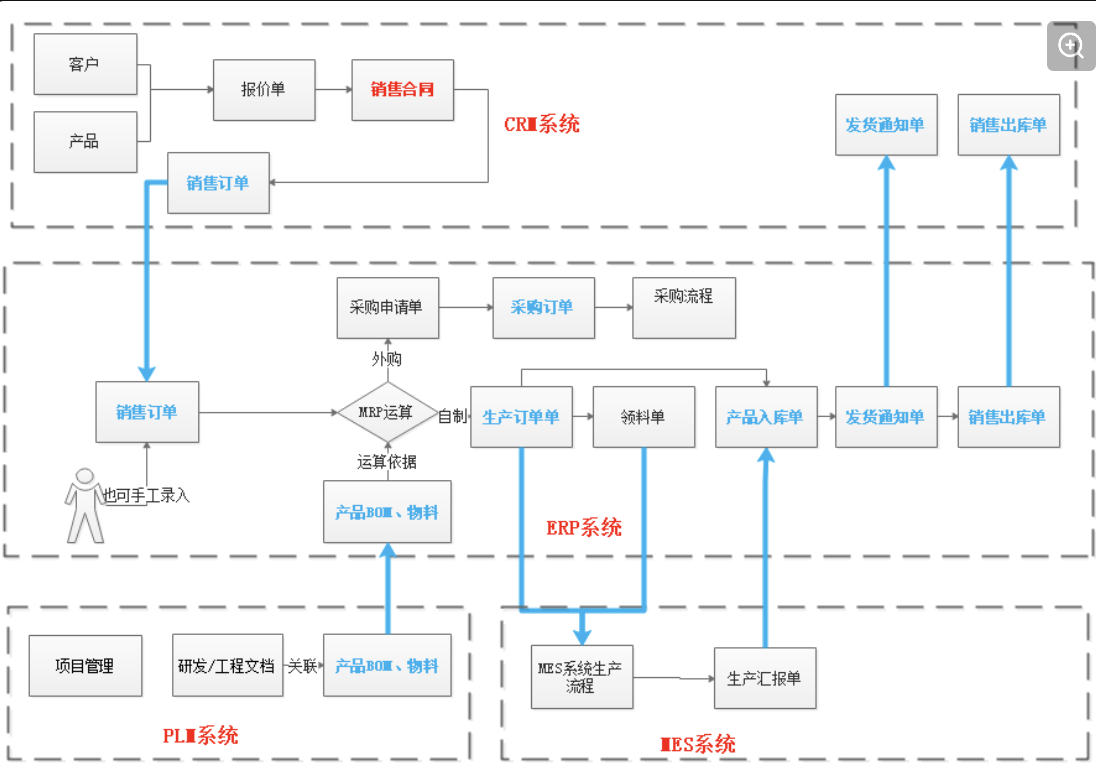 客户
产品
报价单
销售合同
CRM系统
销售订单
发货通知单
销售出库单
采购申请单
采购订单
采购流程
外购
销售订单
MRP运算
自制
生产订单单
领料单
产品入库单
发货通知单
销售出库单
也可手工录入
运算依据
产品BOM、物料
ERP系统
项目管理
研发/工程文档
关联
产品BOM、物料
PLM系统
MES系统生产
流程
生产汇报单
MES系统